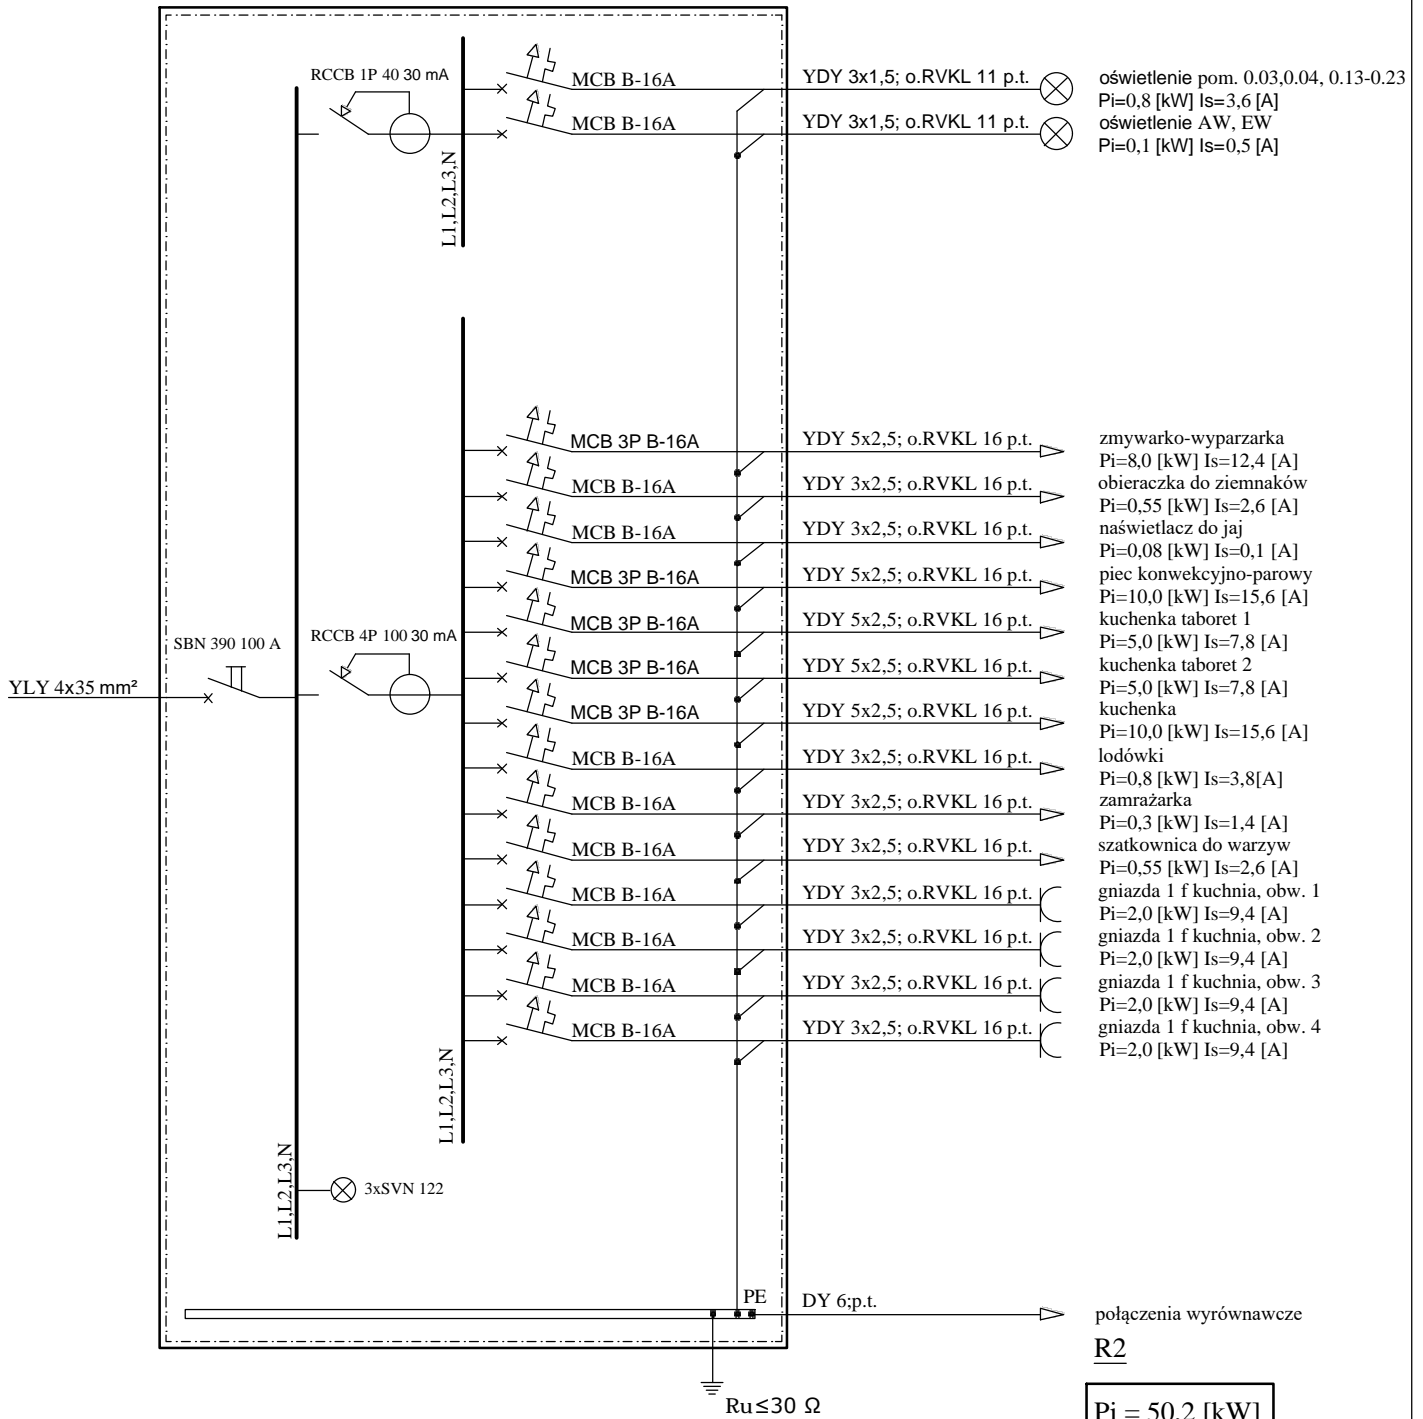 RCCB 1P 40 30 mA
MCB B-16A
YDY 3x1,5; o.RVKL 11 p.t.
oświetlenie pom. 0.03,0.04, 0.13-0.23
Pi=0,8 [kW] Is=3,6 [A]
MCB B-16A
YDY 3x1,5; o.RVKL 11 p.t.
oświetlenie AW, EW
Pi=0,1 [kW] Is=0,5 [A]
L1,L2,L3,N
MCB 3P B-16A
YDY 5x2,5; o.RVKL 16 p.t.
zmywarko-wyparzarka
Pi=8,0 [kW] Is=12,4 [A]
MCB B-16A
YDY 3x2,5; o.RVKL 16 p.t.
obieraczka do ziemnaków
Pi=0,55 [kW] Is=2,6 [A]
MCB B-16A
YDY 3x2,5; o.RVKL 16 p.t.
naświetlacz do jaj
Pi=0,08 [kW] Is=0,1 [A]
MCB 3P B-16A
YDY 5x2,5; o.RVKL 16 p.t.
piec konwekcyjno-parowy
Pi=10,0 [kW] Is=15,6 [A]
MCB 3P B-16A
YDY 5x2,5; o.RVKL 16 p.t.
kuchenka taboret 1
Pi=5,0 [kW] Is=7,8 [A]
SBN 390 100 A
RCCB 4P 100 30 mA
YLY 4x35 mm²
MCB 3P B-16A
YDY 5x2,5; o.RVKL 16 p.t.
kuchenka taboret 2
Pi=5,0 [kW] Is=7,8 [A]
MCB 3P B-16A
YDY 5x2,5; o.RVKL 16 p.t.
kuchenka
Pi=10,0 [kW] Is=15,6 [A]
MCB B-16A
YDY 3x2,5; o.RVKL 16 p.t.
lodówki
Pi=0,8 [kW] Is=3,8[A]
MCB B-16A
YDY 3x2,5; o.RVKL 16 p.t.
zamrażarka
Pi=0,3 [kW] Is=1,4 [A]
MCB B-16A
YDY 3x2,5; o.RVKL 16 p.t.
szatkownica do warzyw
Pi=0,55 [kW] Is=2,6 [A]
MCB B-16A
YDY 3x2,5; o.RVKL 16 p.t.
gniazda 1 f kuchnia, obw. 1
Pi=2,0 [kW] Is=9,4 [A]
MCB B-16A
YDY 3x2,5; o.RVKL 16 p.t.
gniazda 1 f kuchnia, obw. 2
Pi=2,0 [kW] Is=9,4 [A]
MCB B-16A
YDY 3x2,5; o.RVKL 16 p.t.
gniazda 1 f kuchnia, obw. 3
Pi=2,0 [kW] Is=9,4 [A]
MCB B-16A
YDY 3x2,5; o.RVKL 16 p.t.
gniazda 1 f kuchnia, obw. 4
Pi=2,0 [kW] Is=9,4 [A]
L1,L2,L3,N
L1,L2,L3,N
3xSVN 122
PE
DY 6;p.t.
połączenia wyrównawcze
R2
Ru≤30 Ω
Pi = 50,2 [kW]